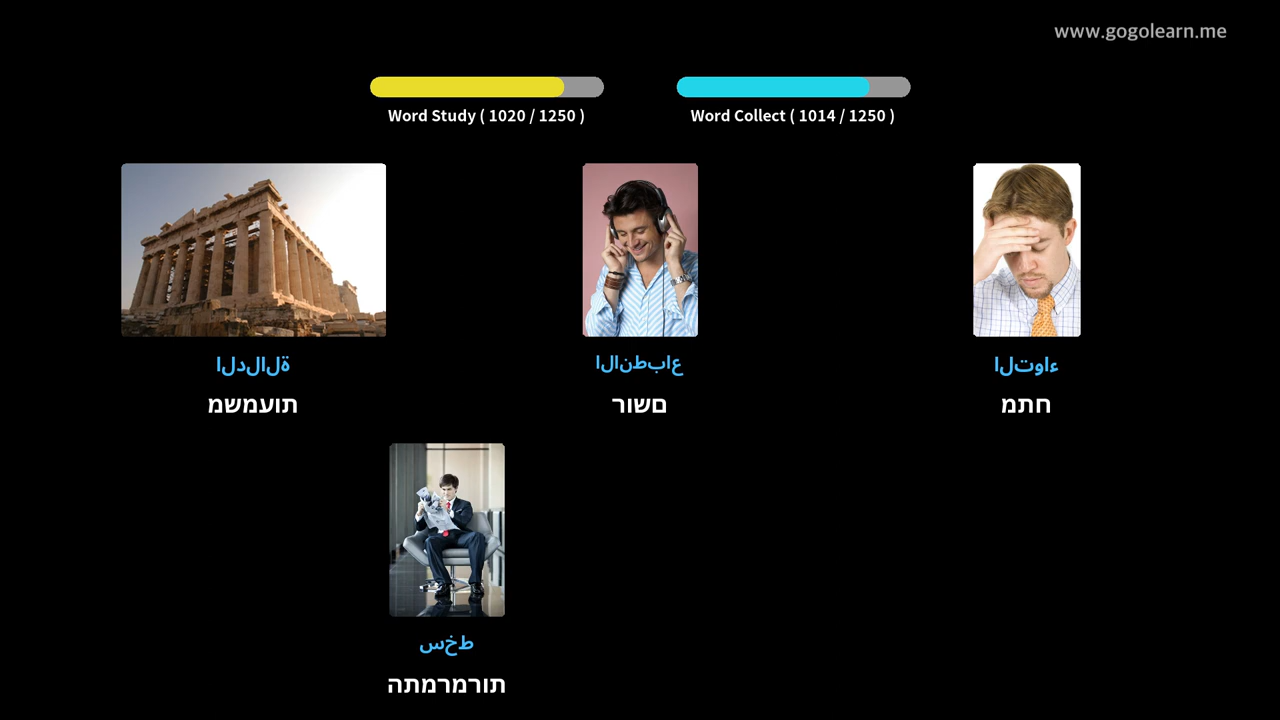 www.gogolearn.me
Word Study ( 1020 / 1250 )
Word Collect ( 1014 / 1250 )
الدلالة
משמעות
الانطباع
רושם
التواء
מתח
سخط
התמרמרות